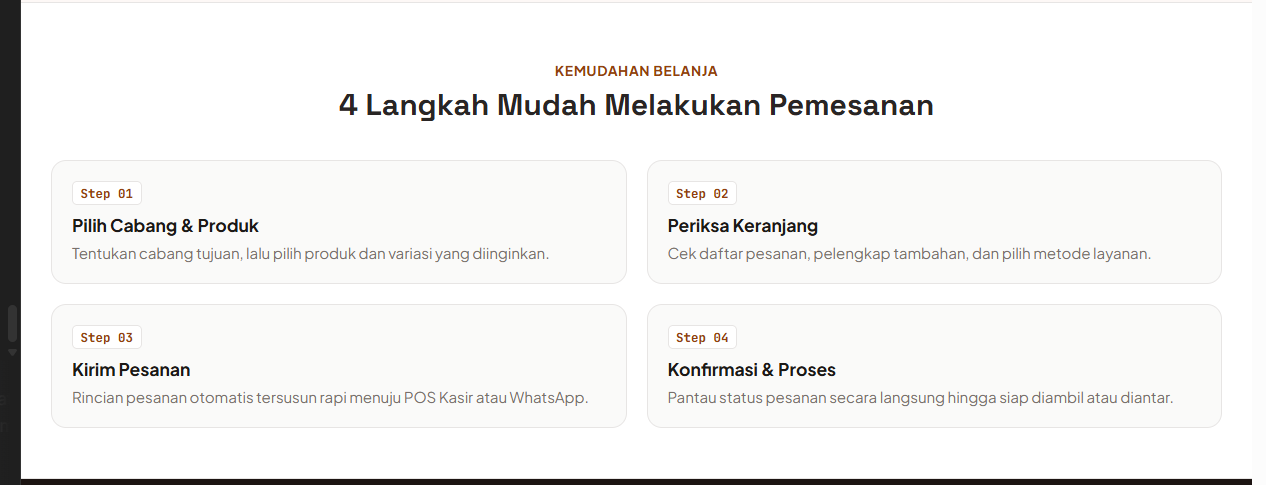 KEMUDAHAN BELANJA
4 Langkah Mudah Melakukan Pemesanan
Step 01
Pilih Cabang & Produk
Tentukan cabang tujuan, lalu pilih produk dan variasi yang diinginkan.
Step 02
Periksa Keranjang
Cek daftar pesanan, pelengkap tambahan, dan pilih metode layanan.
Step 03
Kirim Pesanan
Rincian pesanan otomatis tersusun rapi menuju POS Kasir atau WhatsApp.
Step 04
Konfirmasi & Proses
Pantau status pesanan secara langsung hingga siap diambil atau diantar.